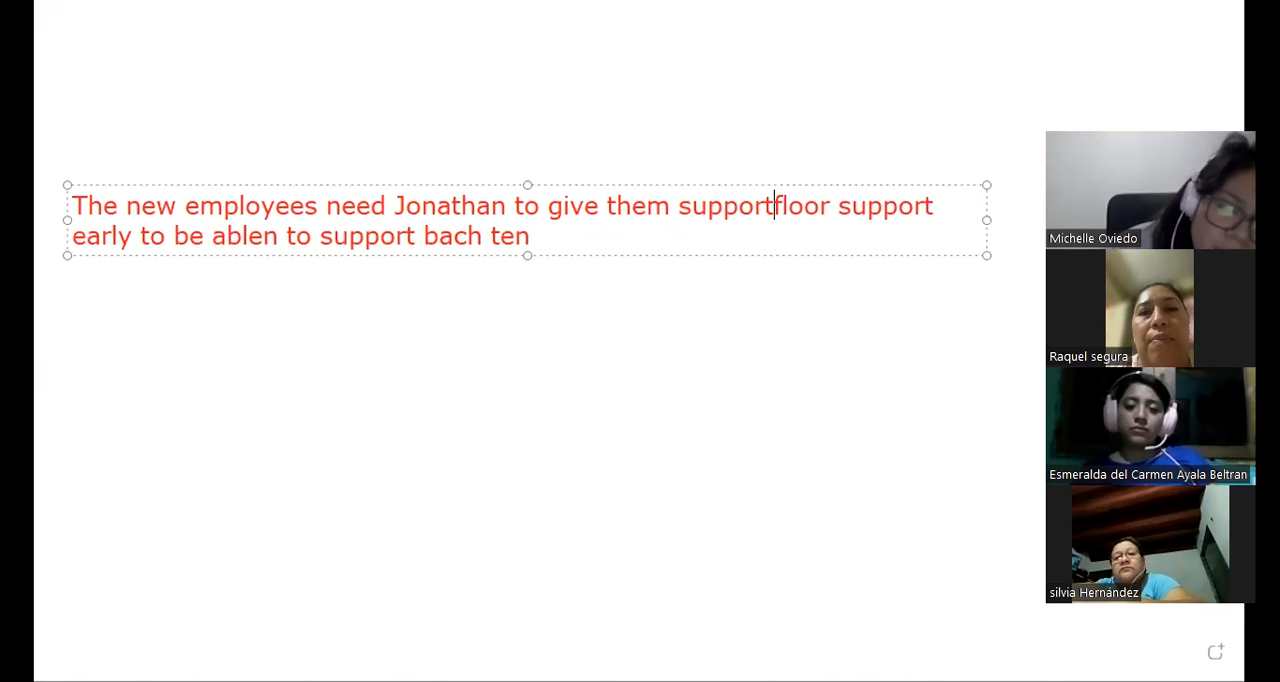 The new employees need Jonathan to give them supportfloor support
early to be ablen to support bach ten
Michelle Oviedo
Raquel segura
Esmeralda del Carmen Ayala Beltran
silvia Hernández